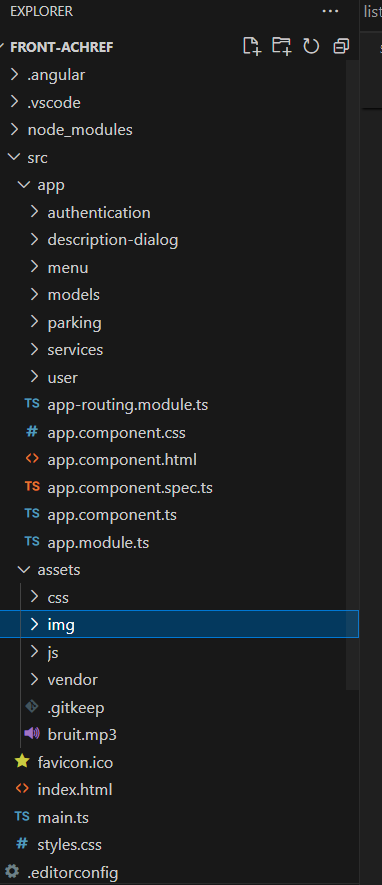 EXPLORER ...
list
FRONT-ACHREF
.angular
.vscode
node_modules
src
app
authentication
description-dialog
menu
models
parking
services
user
TS app-routing.module.ts
# app.component.css
<> app.component.html
TS app.component.spec.ts
TS app.component.ts
TS app.module.ts
assets
css
img
js
vendor
.gitkeep
bruit.mp3
favicon.ico
<> index.html
TS main.ts
# styles.css
.editorconfig